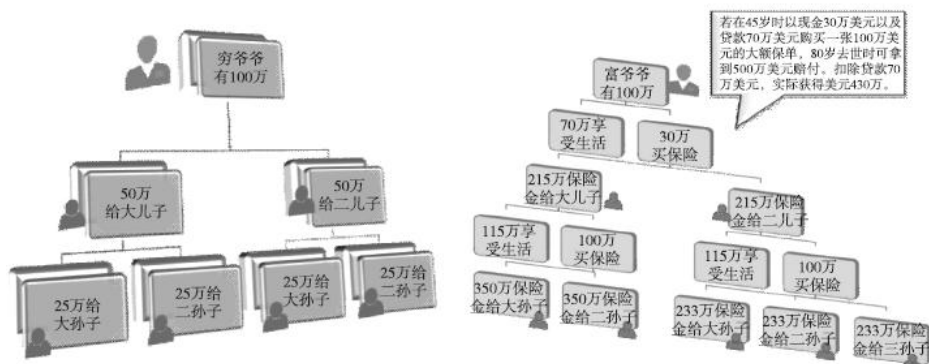 穷爷爷
有100万
50万
给大儿子
50万
给二儿子
25万给
大孙子
25万给
二孙子
25万给
大孙子
25万给
二孙子
若在45岁时以现金30万美元以及
贷款70万美元购买一张100万美
元的大额保单，80岁去世时可拿
到500万美元赔付。扣除贷款70
万美元，实际获得美元430万。
富爷爷
有100万
70万享
受生活
30万
买保险
215万保险
金给大儿子
215万保险
金给二儿子
115万享
受生活
100万
买保险
115万享
受生活
100万
买保险
350万保险
金给大孙子
350万保险
金给二孙子
233万保险
金给大孙子
233万保险
金给二孙子
233万保险
金给三孙子